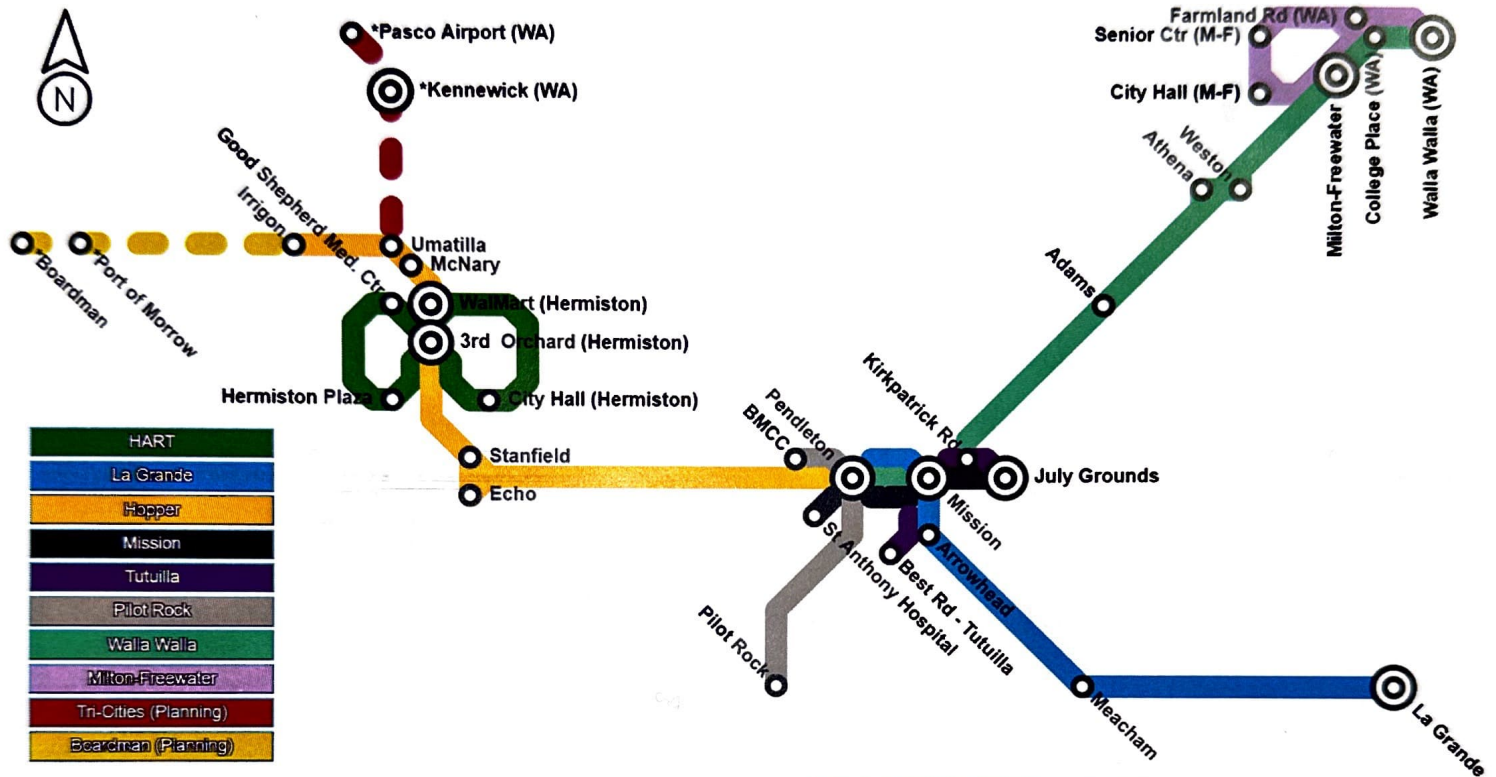 N
*Pasco Airport (WA)
*Kennewick (WA)
Farmland Rd (WA)
Senior Ctr (M-F)
City Hall (M-F)
Milton-Freewater
College Place (WA)
Walla Walla (WA)
Weston
Athena
Adams
Good Shepherd Med. Ctr
Irrigon
Umatilla
McNary
*Boardman
*Port of Morrow
WalMart (Hermiston)
3rd Orchard (Hermiston)
Hermiston Plaza
City Hall (Hermiston)
Stanfield
Echo
Kirkpatrick Rd
Pendleton
BMCC
July Grounds
Mission
St Anthony Hospital
Best Rd - Tutuilla
Arrowhead
Pilot Rock
Meacham
La Grande
HART
La Grande
Hopper
Mission
Tutuilla
Pilot Rock
Walla Walla
Milton-Freewater
Tri-Cities (Planning)
Boardman (Planning)